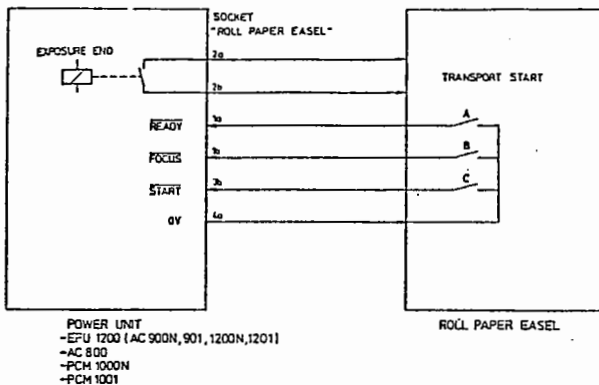 SOCKET
"ROLL PAPER EASEL"
EXPOSURE END
2a
2b
TRANSPORT START
READY
1a
A
FOCUS
1b
B
START
3b
C
0V
4a
POWER UNIT
-EFU 1200 (AC 900N, 901, 1200N, 1201)
-AC 800
-PCM 1000N
-PCM 1001
ROLL PAPER EASEL